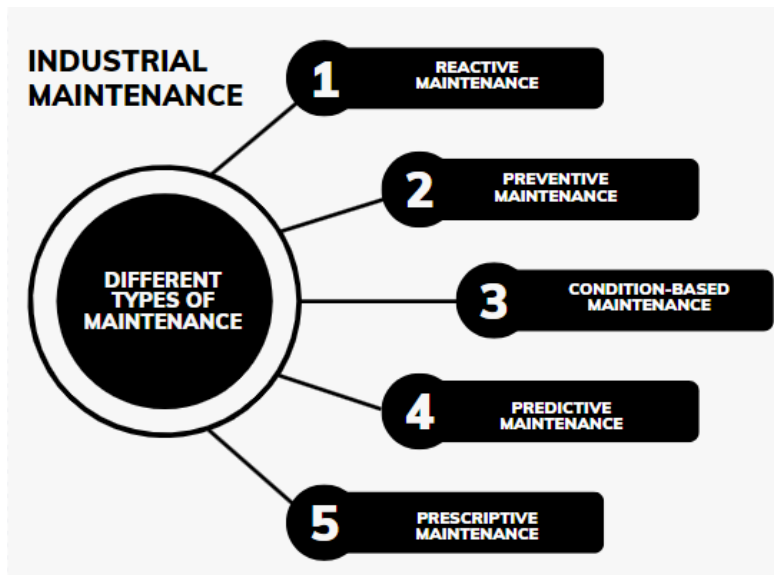 INDUSTRIAL
MAINTENANCE
DIFFERENT
TYPES OF
MAINTENANCE
1
REACTIVE
MAINTENANCE
2
PREVENTIVE
MAINTENANCE
3
CONDITION-BASED
MAINTENANCE
4
PREDICTIVE
MAINTENANCE
5
PRESCRIPTIVE
MAINTENANCE